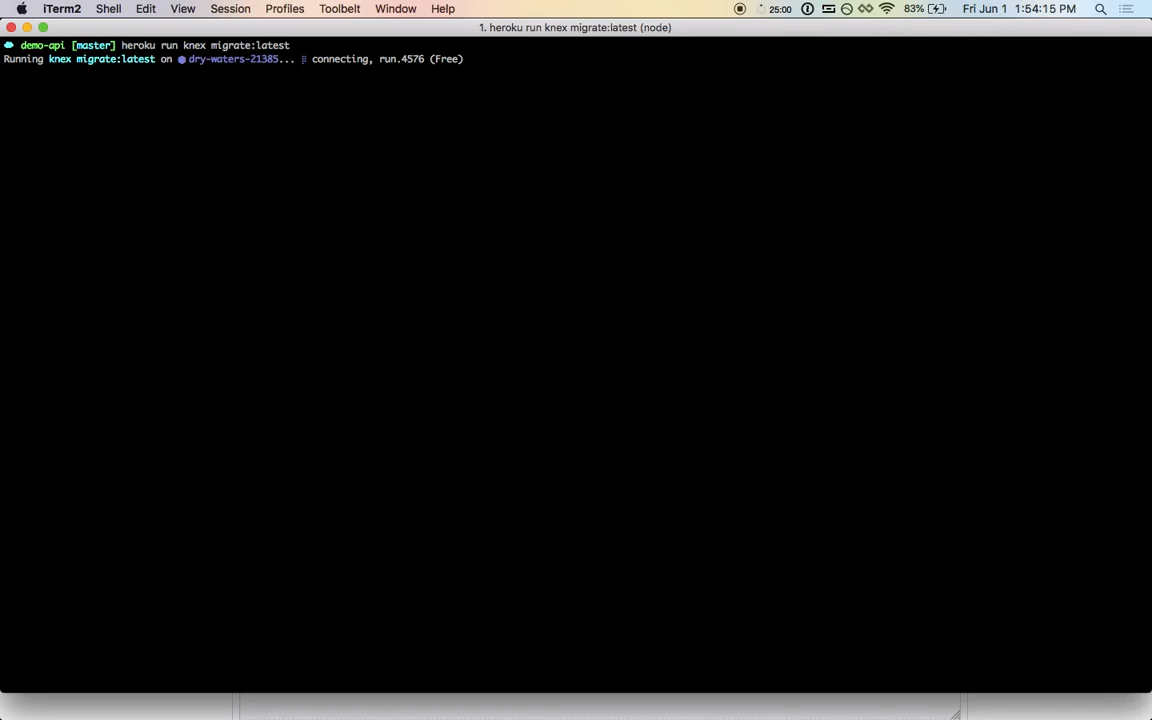 iTerm2 Shell Edit View Session Profiles Toolbelt Window Help 25:00 83% Fri Jun 1 1:54:15 PM
1. heroku run knex migrate:latest (node)
demo-api [master] heroku run knex migrate:latest
Running knex migrate:latest on ⬢ dry-waters-21385... ⣾ connecting, run.4576 (Free)